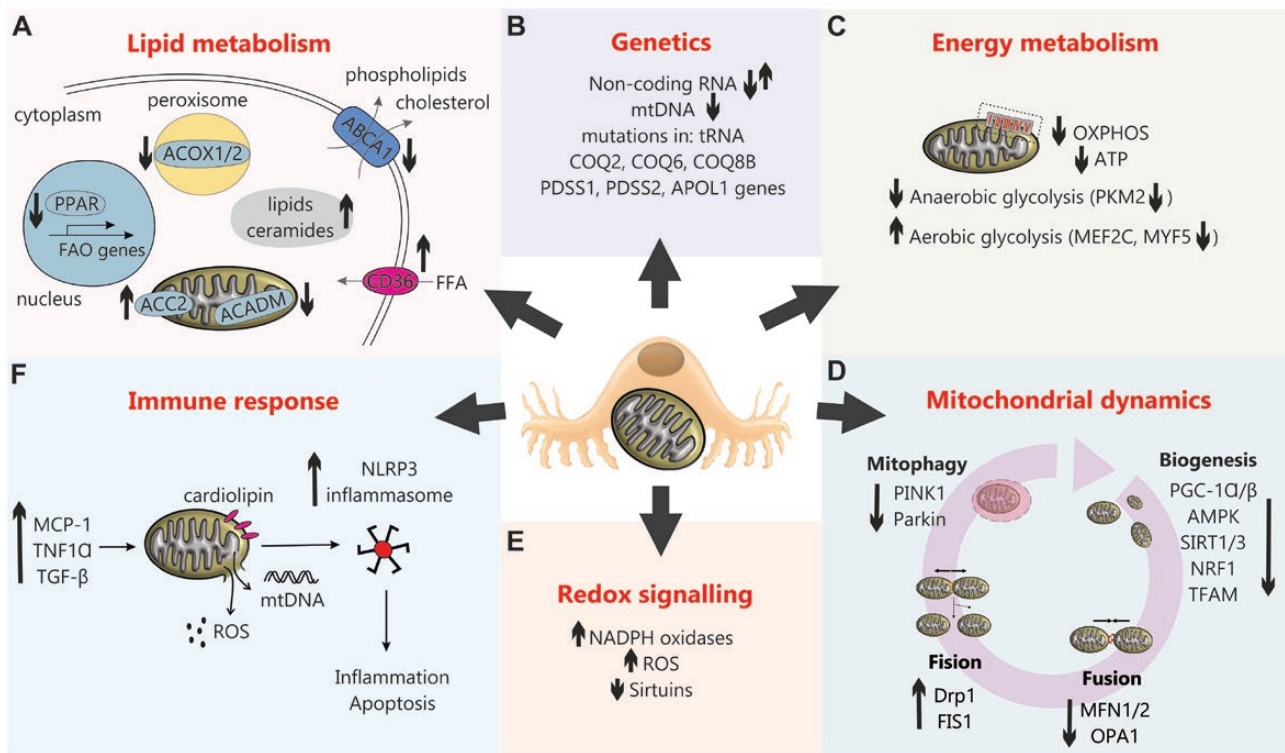 A
Lipid metabolism
phospholipids
cholesterol
cytoplasm
peroxisome
ABCA1
ACOX1/2
PPAR
FAO genes
lipids
ceramides
nucleus
ACC2
ACADM
CD36
FFA
B
Genetics
Non-coding RNA
mtDNA
mutations in: tRNA
COQ2, COQ6, COQ8B
PDSS1, PDSS2, APOL1 genes
C
Energy metabolism
I II III IV V
OXPHOS
ATP
Anaerobic glycolysis (PKM2 )
Aerobic glycolysis (MEF2C, MYF5 )
D
Mitochondrial dynamics
Mitophagy
PINK1
Parkin
Biogenesis
PGC-1α/β
AMPK
SIRT1/3
NRF1
TFAM
Fision
Drp1
FIS1
Fusion
MFN1/2
OPA1
E
Redox signalling
NADPH oxidases
ROS
Sirtuins
F
Immune response
NLRP3
inflammasome
cardiolipin
MCP-1
TNF1α
TGF-β
mtDNA
ROS
Inflammation
Apoptosis